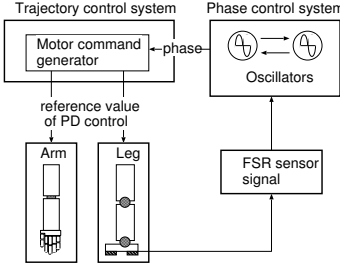 Trajectory control system
Phase control system
Motor command
generator
phase
Oscillators
reference value
of PD control
Arm
Leg
FSR sensor
signal